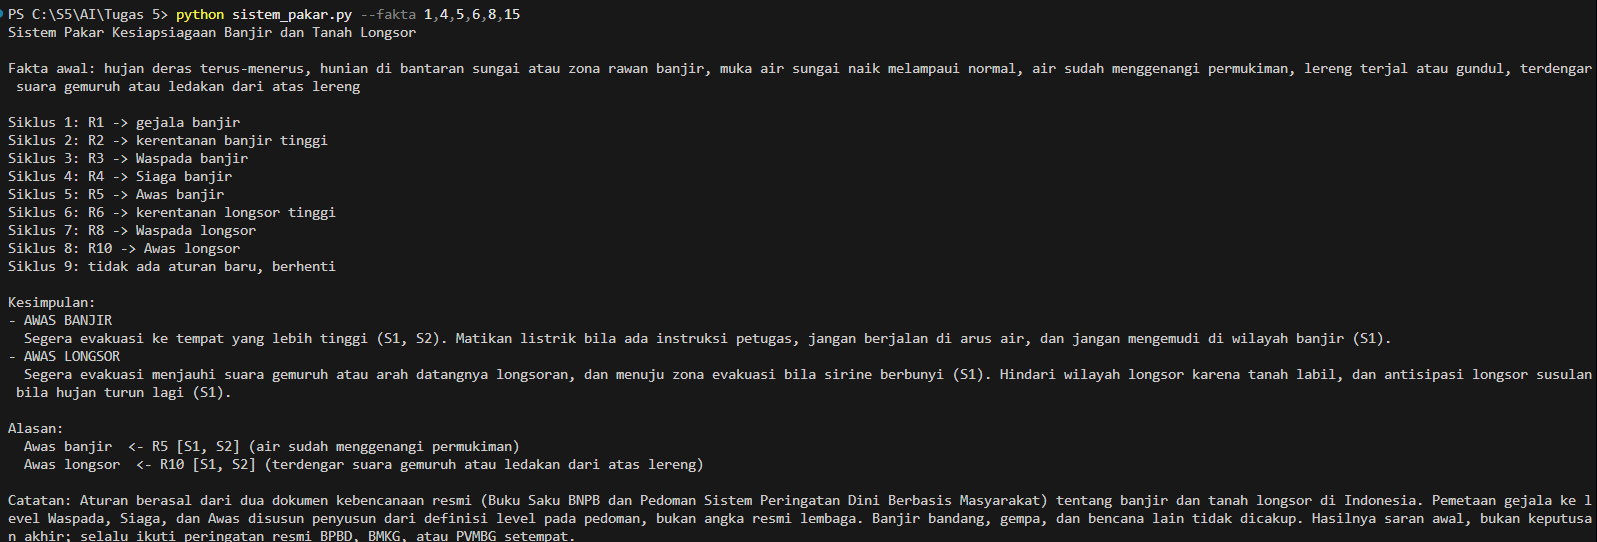 PS C:\S5\AI\Tugas 5> python sistem_pakar.py --fakta 1,4,5,6,8,15
Sistem Pakar Kesiapsiagaan Banjir dan Tanah Longsor
Fakta awal: hujan deras terus-menerus, hunian di bantaran sungai atau zona rawan banjir, muka air sungai naik melampaui normal, air sudah menggenangi permukiman, lereng terjal atau gundul, terdengar
suara gemuruh atau ledakan dari atas lereng
Siklus 1: R1 -> gejala banjir
Siklus 2: R2 -> kerentanan banjir tinggi
Siklus 3: R3 -> Waspada banjir
Siklus 4: R4 -> Siaga banjir
Siklus 5: R5 -> Awas banjir
Siklus 6: R6 -> kerentanan longsor tinggi
Siklus 7: R8 -> Waspada longsor
Siklus 8: R10 -> Awas longsor
Siklus 9: tidak ada aturan baru, berhenti
Kesimpulan:
- AWAS BANJIR
Segera evakuasi ke tempat yang lebih tinggi (S1, S2). Matikan listrik bila ada instruksi petugas, jangan berjalan di arus air, dan jangan mengemudi di wilayah banjir (S1).
- AWAS LONGSOR
Segera evakuasi menjauhi suara gemuruh atau arah datangnya longsoran, dan menuju zona evakuasi bila sirine berbunyi (S1). Hindari wilayah longsor karena tanah labil, dan antisipasi longsor susulan
bila hujan turun lagi (S1).
Alasan:
Awas banjir <- R5 [S1, S2] (air sudah menggenangi permukiman)
Awas longsor <- R10 [S1, S2] (terdengar suara gemuruh atau ledakan dari atas lereng)
Catatan: Aturan berasal dari dua dokumen kebencanaan resmi (Buku Saku BNPB dan Pedoman Sistem Peringatan Dini Berbasis Masyarakat) tentang banjir dan tanah longsor di Indonesia. Pemetaan gejala ke l
evel Waspada, Siaga, dan Awas disusun penyusun dari definisi level pada pedoman, bukan angka resmi lembaga. Banjir bandang, gempa, dan bencana lain tidak dicakup. Hasilnya saran awal, bukan keputusa
n akhir; selalu ikuti peringatan resmi BPBD, BMKG, atau PVMBG setempat.